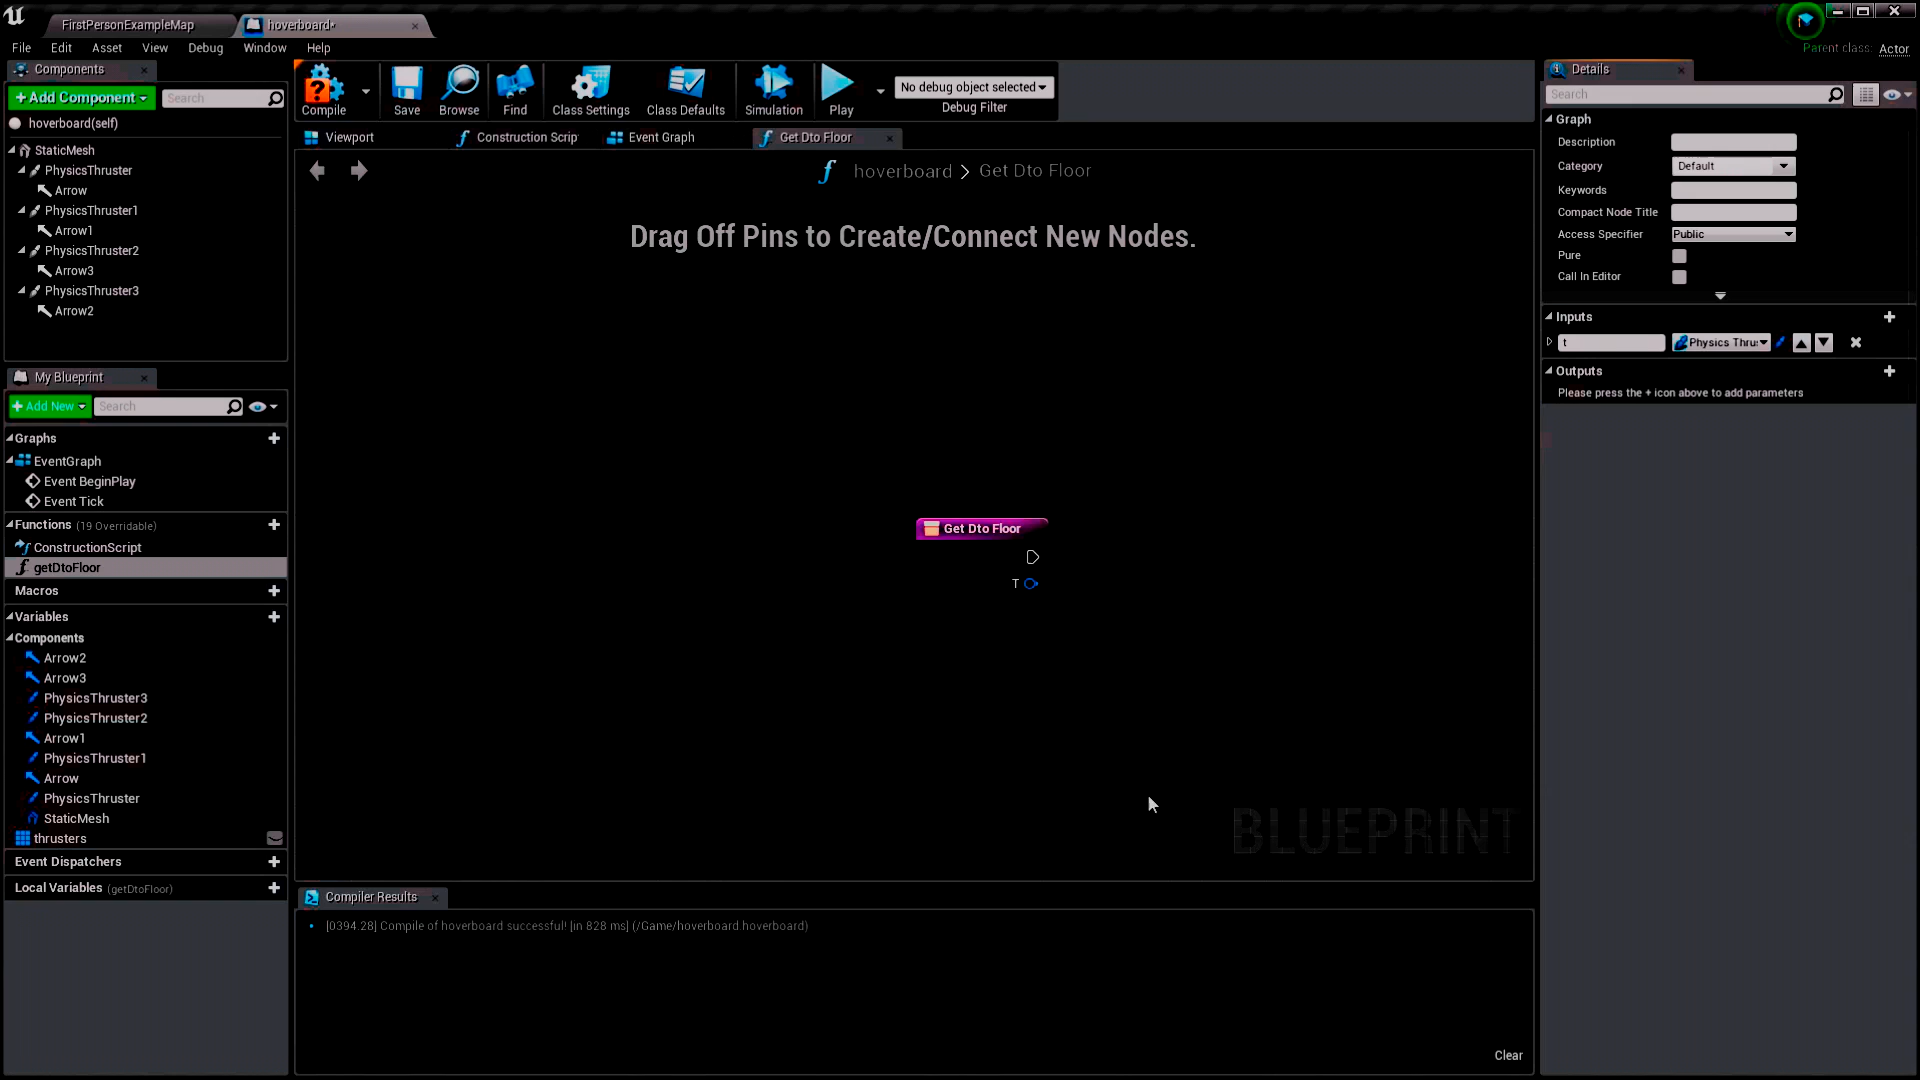 FirstPersonExampleMap
hoverboard*
Parent class: Actor
File Edit Asset View Debug Window Help
Components
+Add Component
Search
hoverboard(self)
StaticMesh
PhysicsThruster
Arrow
PhysicsThruster1
Arrow1
PhysicsThruster2
Arrow3
PhysicsThruster3
Arrow2
My Blueprint
+Add New
Search
Graphs
EventGraph
Event BeginPlay
Event Tick
Functions (19 Overridable)
ConstructionScript
getDtoFloor
Macros
Variables
Components
Arrow2
Arrow3
PhysicsThruster3
PhysicsThruster2
Arrow1
PhysicsThruster1
Arrow
PhysicsThruster
StaticMesh
thrusters
Event Dispatchers
Local Variables (getDtoFloor)
Compile
Save
Browse
Find
Class Settings
Class Defaults
Simulation
Play
No debug object selected
Debug Filter
Viewport
Construction Scrip
Event Graph
Get Dto Floor
hoverboard > Get Dto Floor
Drag Off Pins to Create/Connect New Nodes.
Get Dto Floor
T
BLUEPRINT
Compiler Results
[0394.28] Compile of hoverboard successful! [in 828 ms] (/Game/hoverboard.hoverboard)
Clear
Details
Search
Graph
Description
Category Default
Keywords
Compact Node Title
Access Specifier Public
Pure
Call In Editor
Inputs
t Physics Thrus
Outputs
Please press the + icon above to add parameters